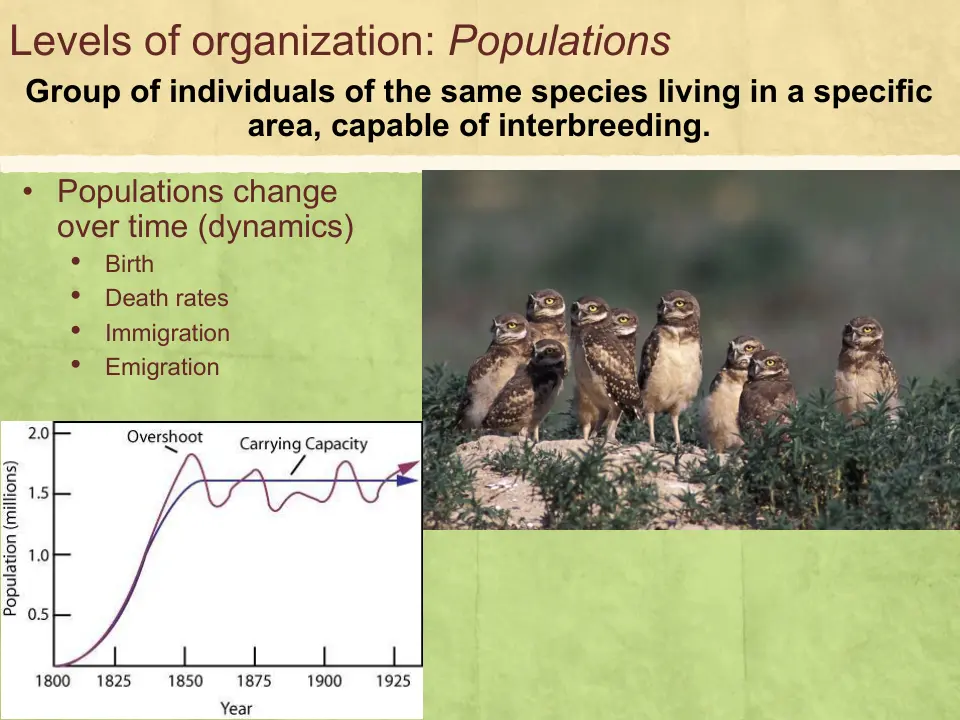 Levels of organization: Populations
Group of individuals of the same species living in a specific
area, capable of interbreeding.
• Populations change
over time (dynamics)
• Birth
• Death rates
• Immigration
• Emigration
Population (millions)
2.0
1.5
1.0
0.5
Overshoot
Carrying Capacity
1800 1825 1850 1875 1900 1925
Year